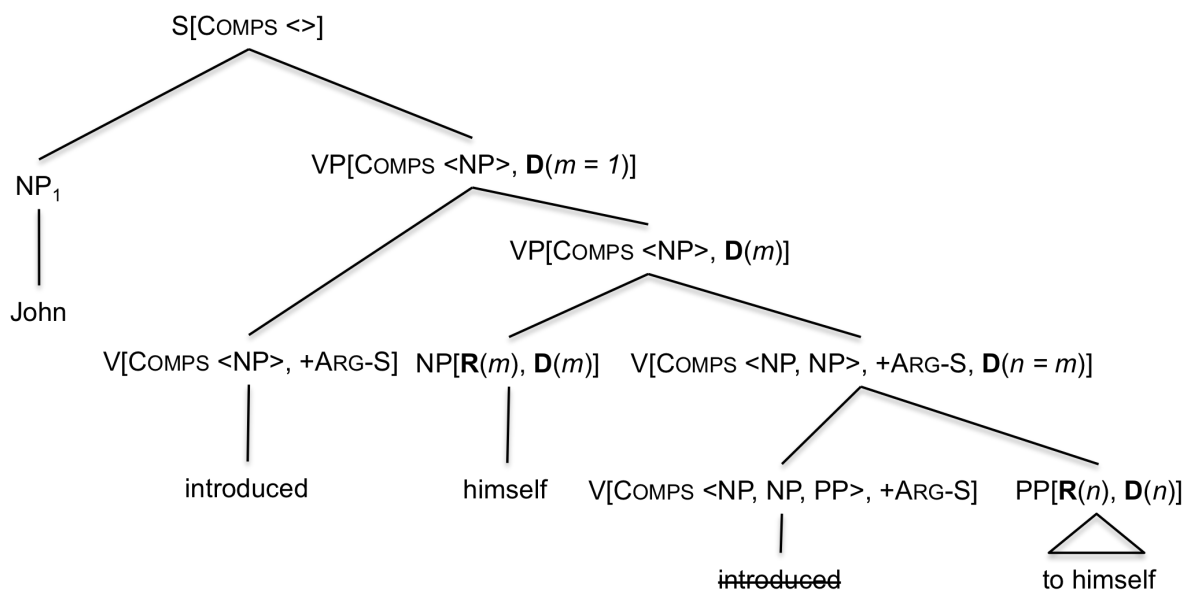 S[COMPS <>]
NP₁
VP[COMPS <NP>, D(m = 1)]
VP[COMPS <NP>, D(m)]
John
V[COMPS <NP>, +ARG-S]
NP[R(m), D(m)]
V[COMPS <NP, NP>, +ARG-S, D(n = m)]
introduced
himself
V[COMPS <NP, NP, PP>, +ARG-S]
PP[R(n), D(n)]
introduced
to himself